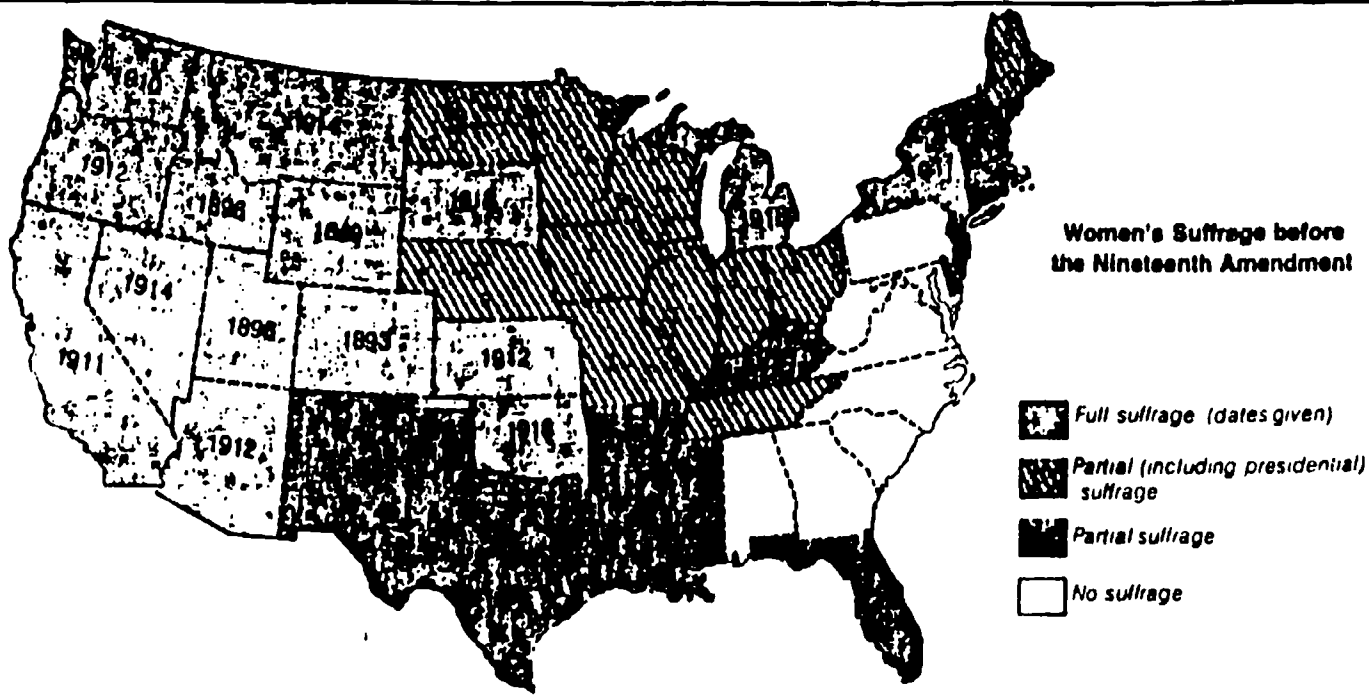 Women's Suffrage before
the Nineteenth Amendment
1910
1912
1896
1914
1911
1896
1893
1912
1912
1918
1918
Full suffrage (dates given)
Partial (including presidential)
suffrage
Partial suffrage
No suffrage